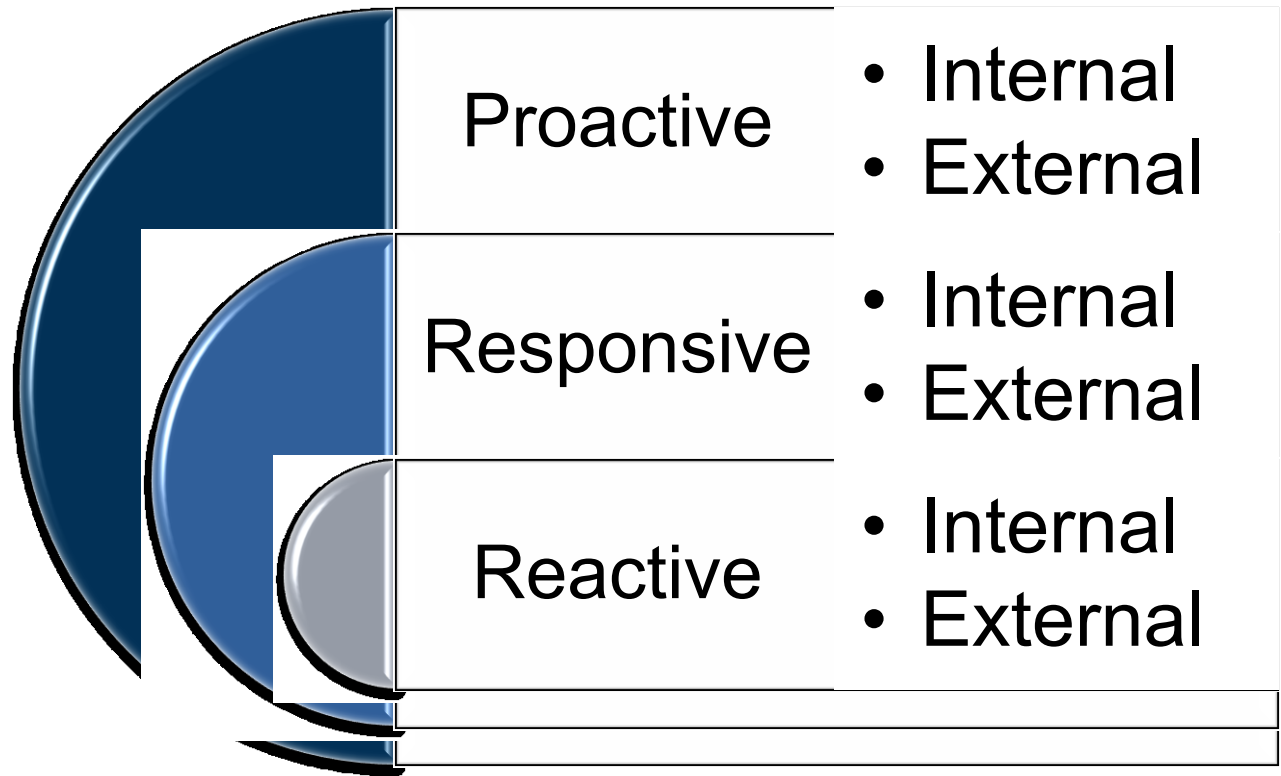 Proactive
• Internal
• External
Responsive
• Internal
• External
Reactive
• Internal
• External